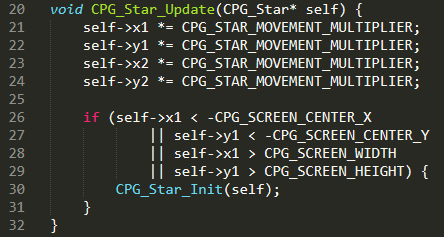 20 void CPG_Star_Update(CPG_Star* self) {
21     self->x1 *= CPG_STAR_MOVEMENT_MULTIPLIER;
22     self->y1 *= CPG_STAR_MOVEMENT_MULTIPLIER;
23     self->x2 *= CPG_STAR_MOVEMENT_MULTIPLIER;
24     self->y2 *= CPG_STAR_MOVEMENT_MULTIPLIER;
25
26     if (self->x1 < -CPG_SCREEN_CENTER_X
27             || self->y1 < -CPG_SCREEN_CENTER_Y
28             || self->x1 > CPG_SCREEN_WIDTH
29             || self->y1 > CPG_SCREEN_HEIGHT) {
30         CPG_Star_Init(self);
31     }
32 }